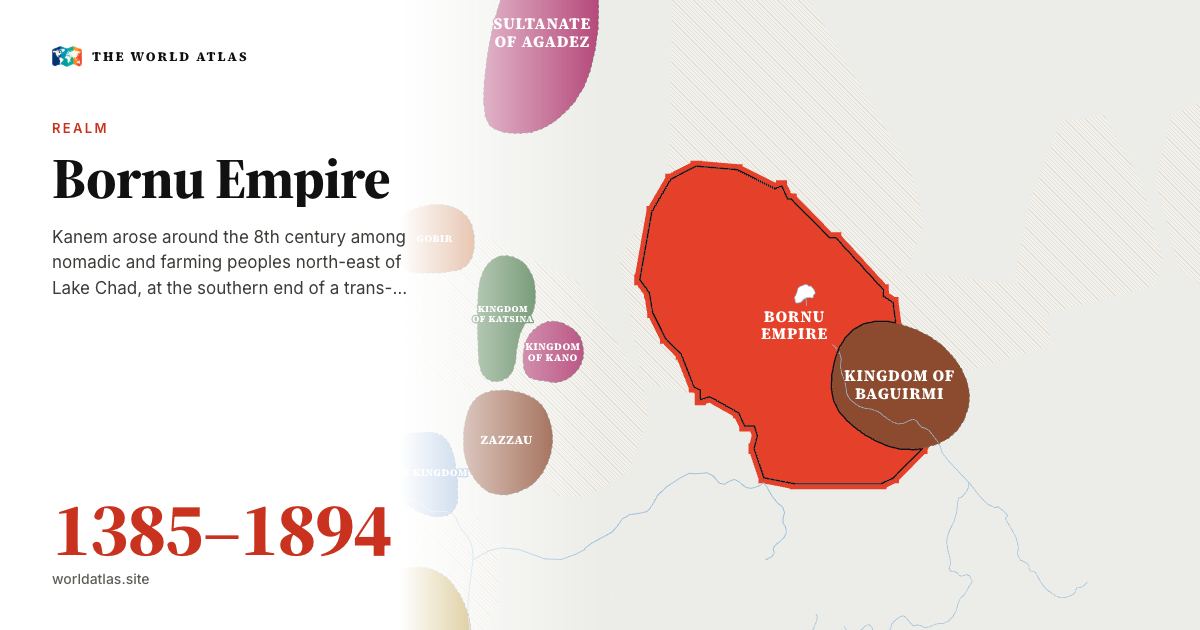 THE WORLD ATLAS
REALM
Bornu Empire
Kanem arose around the 8th century among
nomadic and farming peoples north-east of
Lake Chad, at the southern end of a trans-...
1385–1894
worldatlas.site
SULTANATE
OF AGADEZ
GOBIR
KINGDOM
OF KATSINA
KINGDOM
OF KANO
ZAZZAU
KINGDOM
BORNU
EMPIRE
KINGDOM OF
BAGUIRMI